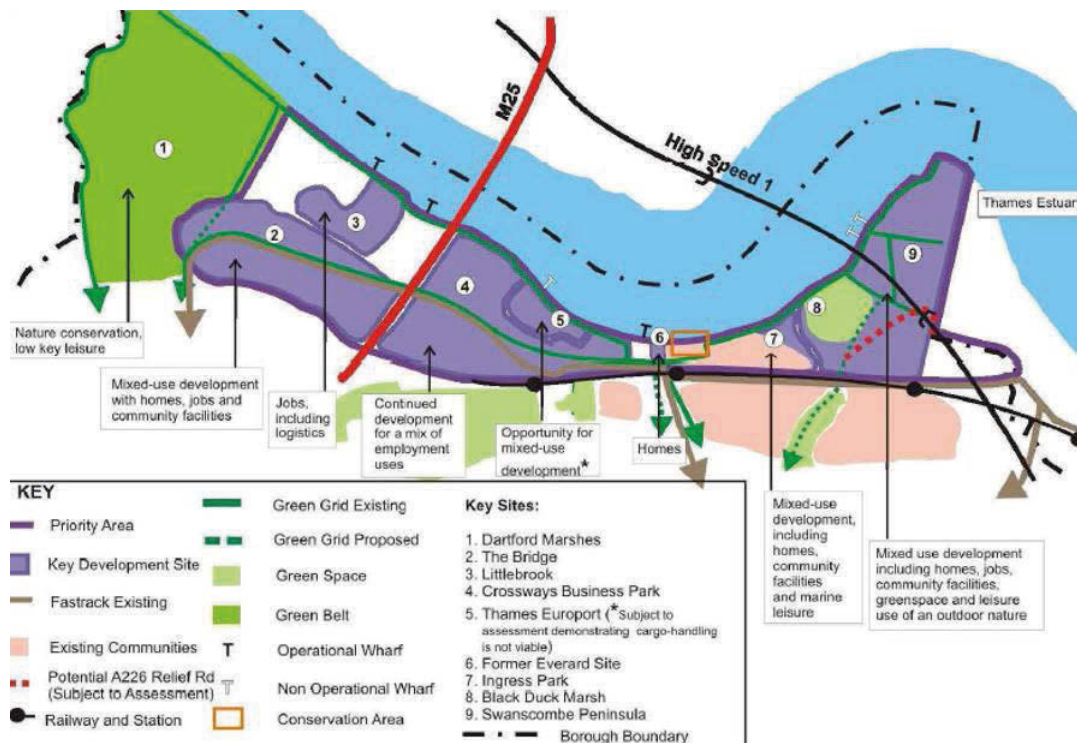 M25
High Speed 1
Thames Estuar
1
2
3
4
5
6
7
8
9
T
T
T
T
T T
Nature conservation,
low key leisure
Mixed-use development
with homes, jobs and
community facilities
Jobs,
including
logistics
Continued
development
for a mix of
employment
uses
Opportunity for
mixed-use
development*
Homes
Mixed-use
development,
including
homes,
community
facilities
and marine
leisure
Mixed use development
including homes, jobs,
community facilities,
greenspace and leisure
use of an outdoor nature
KEY
Priority Area
Key Development Site
Fastrack Existing
Existing Communities
Potential A226 Relief Rd
(Subject to Assessment)
Railway and Station
Green Grid Existing
Green Grid Proposed
Green Space
Green Belt
T Operational Wharf
T Non Operational Wharf
Conservation Area
Key Sites:
1. Dartford Marshes
2. The Bridge
3. Littlebrook
4. Crossways Business Park
5. Thames Europort (*Subject to
assessment demonstrating cargo-handling
is not viable)
6. Former Everard Site
7. Ingress Park
8. Black Duck Marsh
9. Swanscombe Peninsula
Borough Boundary